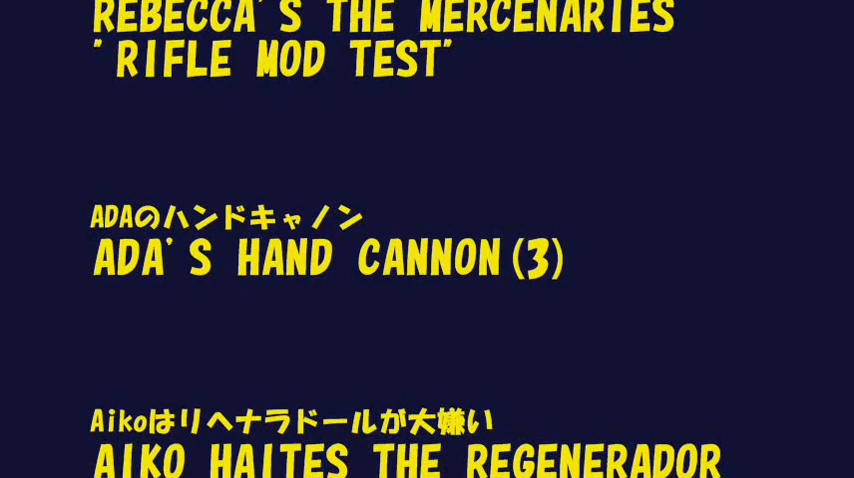 REBECCA'S THE MERCENARIES
"RIFLE MOD TEST"
ADAのハンドキャノン
ADA'S HAND CANNON(3)
Aikoはリヘナラドールが大嫌い
AIKO HAITES THE REGENERADOR